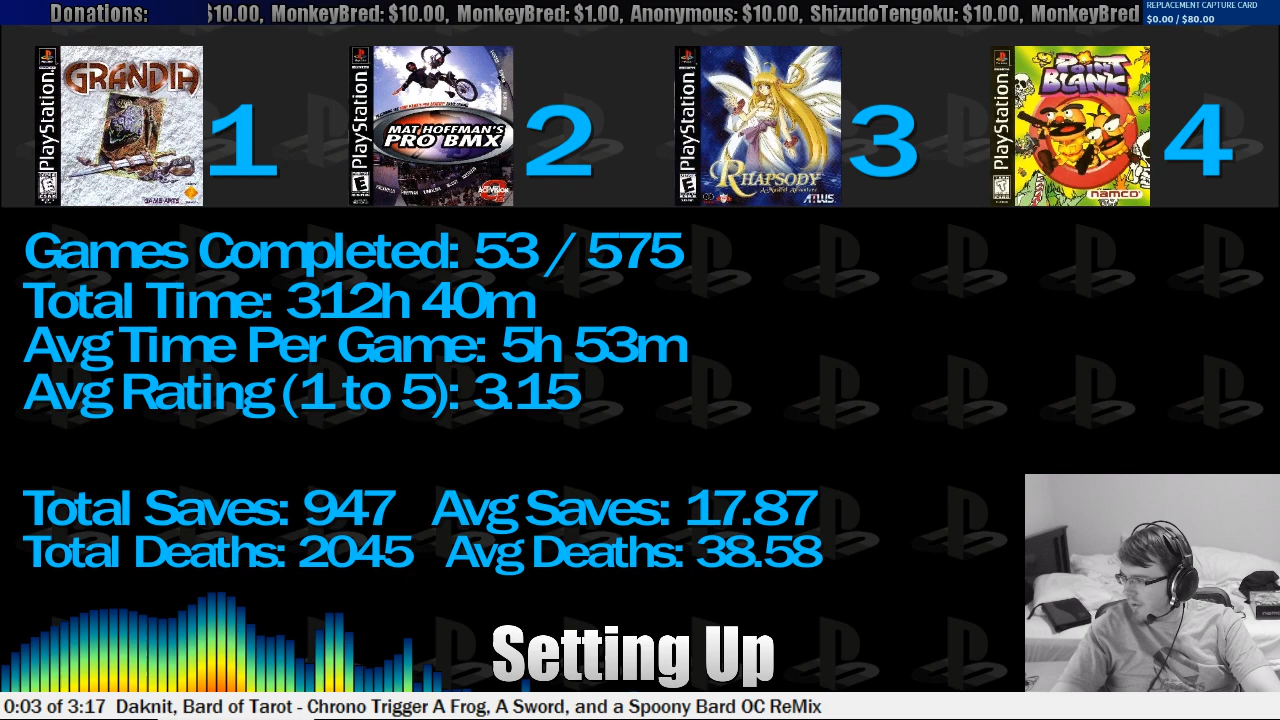 Donations: $10.00, MonkeyBred: $10.00, MonkeyBred: $1.00, Anonymous: $10.00, ShizudoTengoku: $10.00, MonkeyBred
REPLACEMENT CAPTURE CARD
$0.00 / $80.00
PlayStation
GRANDIA
GAME ARTS
1
PlayStation
MAT HOFFMAN'S
PRO BMX
ACTIVISION
2
PlayStation
RHAPSODY
A Musical Adventure
ATLUS
3
PlayStation
POINT
BLANK
namco
4
Games Completed: 53 / 575
Total Time: 312h 40m
Avg Time Per Game: 5h 53m
Avg Rating (1 to 5): 3.15
Total Saves: 947 Avg Saves: 17.87
Total Deaths: 2045 Avg Deaths: 38.58
Setting Up
0:03 of 3:17 Daknit, Bard of Tarot - Chrono Trigger A Frog, A Sword, and a Spoony Bard OC ReMix